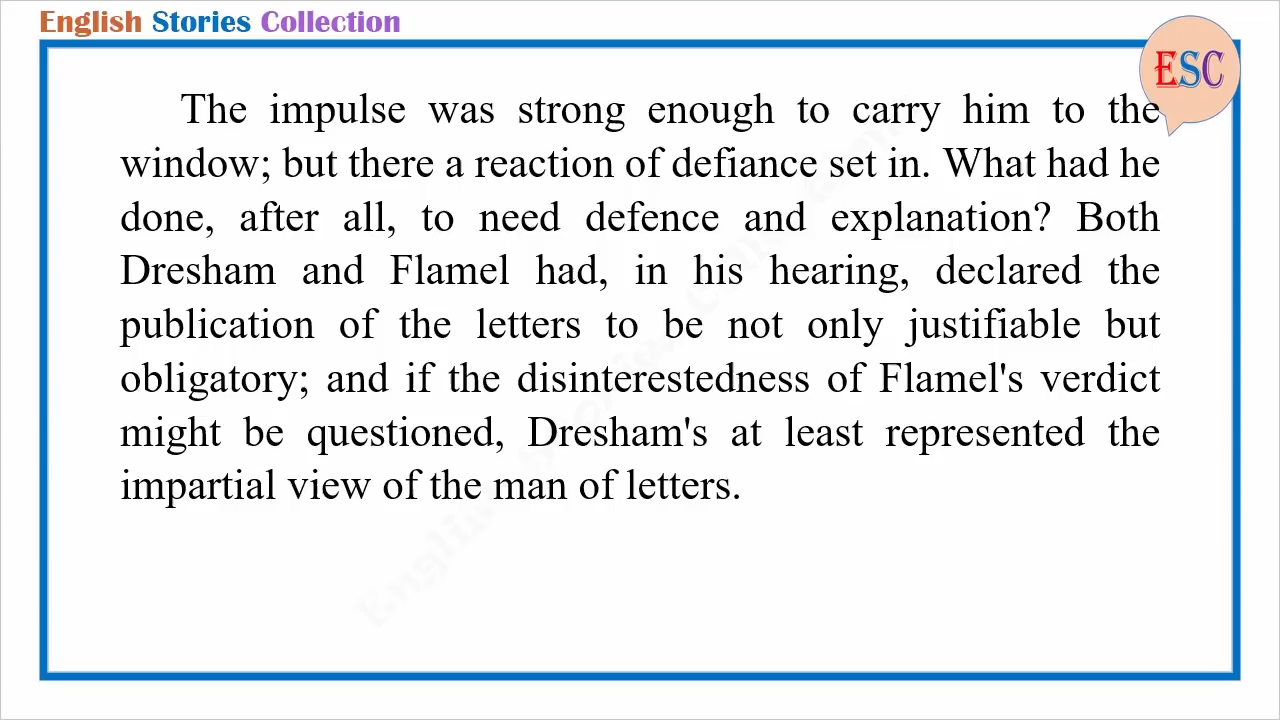 English Stories Collection
ESC
The impulse was strong enough to carry him to the
window; but there a reaction of defiance set in. What had he
done, after all, to need defence and explanation? Both
Dresham and Flamel had, in his hearing, declared the
publication of the letters to be not only justifiable but
obligatory; and if the disinterestedness of Flamel's verdict
might be questioned, Dresham's at least represented the
impartial view of the man of letters.